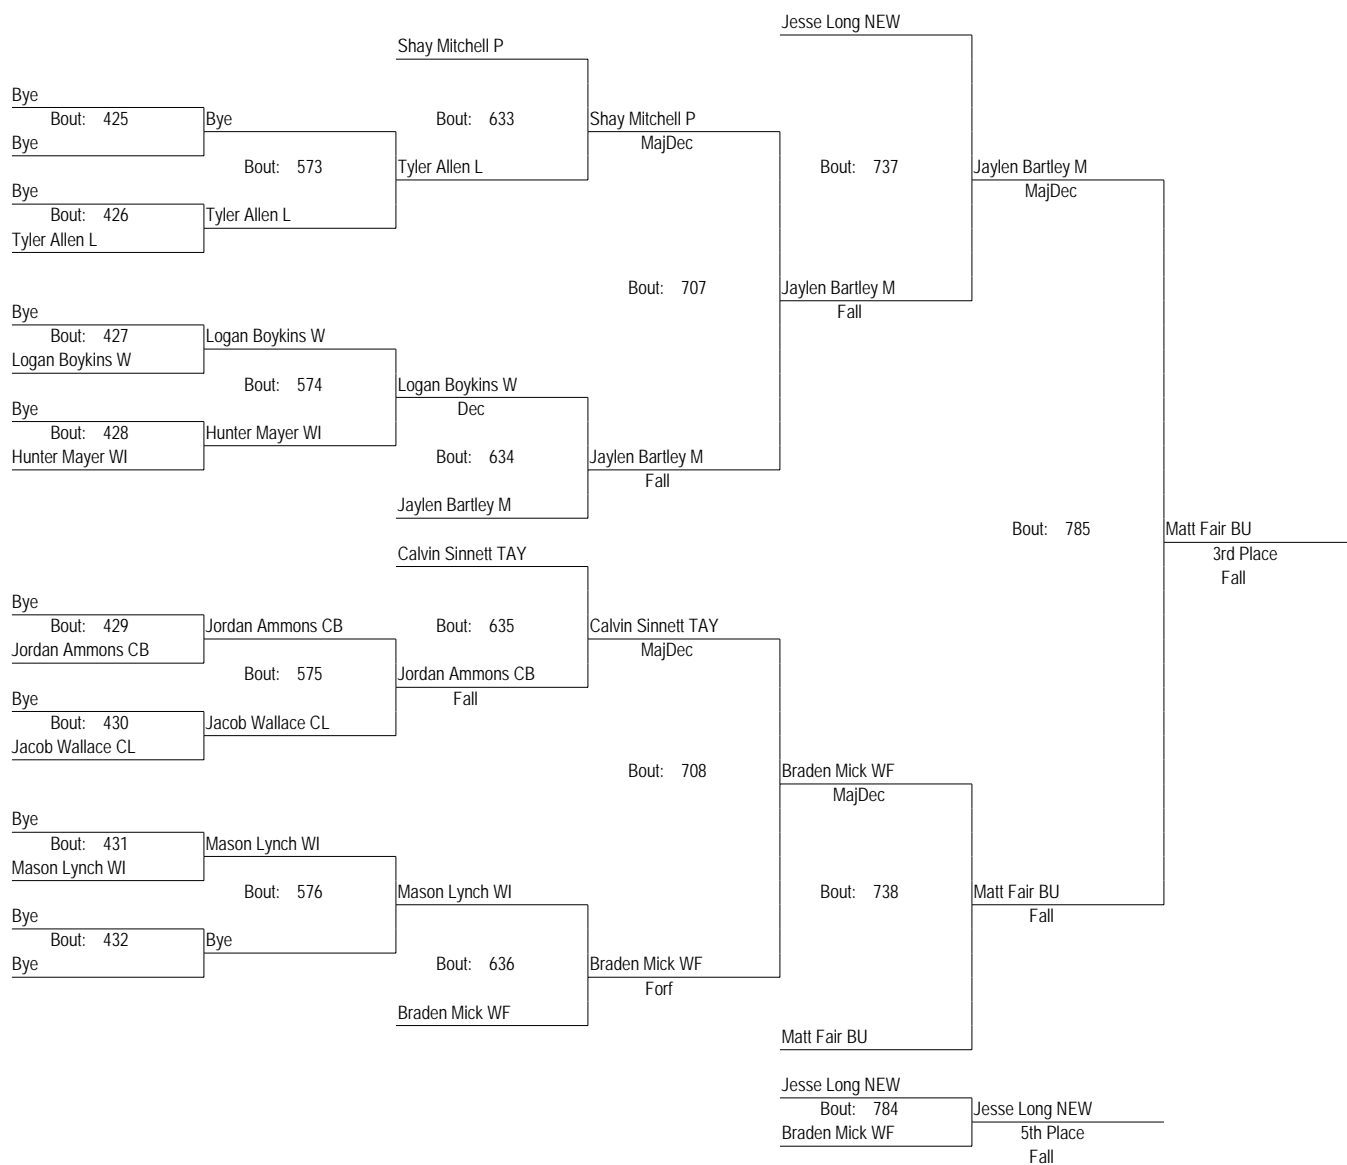 Jesse Long NEW
Shay Mitchell P
Bye
Bout: 425
Bye
Bout: 633
Shay Mitchell P
Bye
MajDec
Bout: 573
Tyler Allen L
Bout: 737
Jaylen Bartley M
Bye
MajDec
Bout: 426
Tyler Allen L
Tyler Allen L
Bout: 707
Jaylen Bartley M
Bye
Fall
Bout: 427
Logan Boykins W
Logan Boykins W
Bout: 574
Logan Boykins W
Bye
Dec
Bout: 428
Hunter Mayer WI
Hunter Mayer WI
Bout: 634
Jaylen Bartley M
Fall
Jaylen Bartley M
Bout: 785
Matt Fair BU
Calvin Sinnett TAY
3rd Place
Fall
Bye
Bout: 429
Jordan Ammons CB
Bout: 635
Calvin Sinnett TAY
Jordan Ammons CB
MajDec
Bout: 575
Jordan Ammons CB
Bye
Fall
Bout: 430
Jacob Wallace CL
Jacob Wallace CL
Bout: 708
Braden Mick WF
MajDec
Bye
Bout: 431
Mason Lynch WI
Mason Lynch WI
Bout: 576
Mason Lynch WI
Bout: 738
Matt Fair BU
Bye
Fall
Bout: 432
Bye
Bye
Bout: 636
Braden Mick WF
Forf
Braden Mick WF
Matt Fair BU
Jesse Long NEW
Bout: 784
Jesse Long NEW
Braden Mick WF
5th Place
Fall